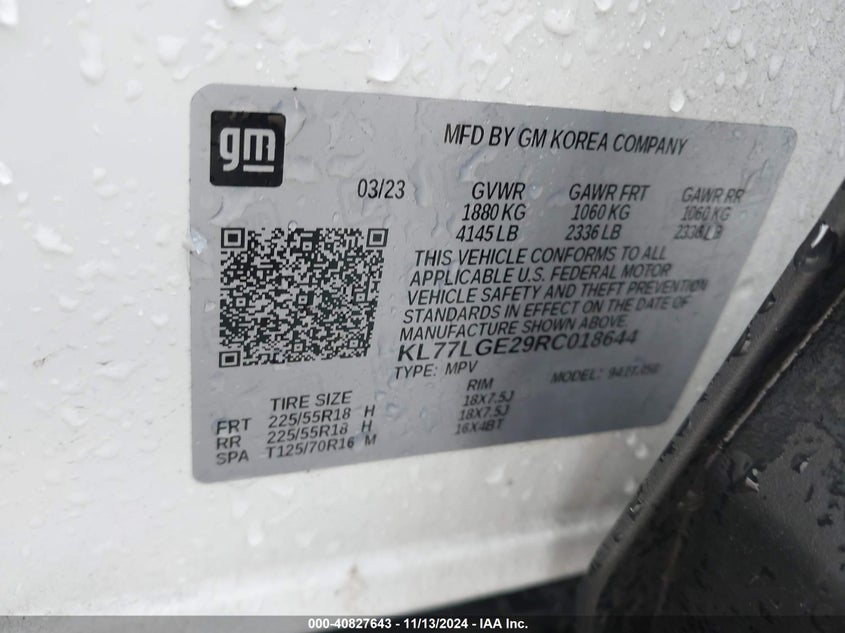 gm
MFD BY GM KOREA COMPANY
03/23 GVWR GAWR FRT GAWR RR
1880 KG 1060 KG 1060 KG
4145 LB 2336 LB 2336 LB
THIS VEHICLE CONFORMS TO ALL
APPLICABLE U.S. FEDERAL MOTOR
VEHICLE SAFETY AND THEFT PREVENTION
STANDARDS IN EFFECT ON THE DATE OF
MANUFACTURE SHOWN ABOVE.
KL77LGE29RC018644
TYPE: MPV MODEL:
TIRE SIZE RIM
FRT 225/55R18 H 18X7.5J
RR 225/55R18 H 18X7.5J
SPA T125/70R16 M 16X4BT
000-40827643 - 11/13/2024 - IAA Inc.